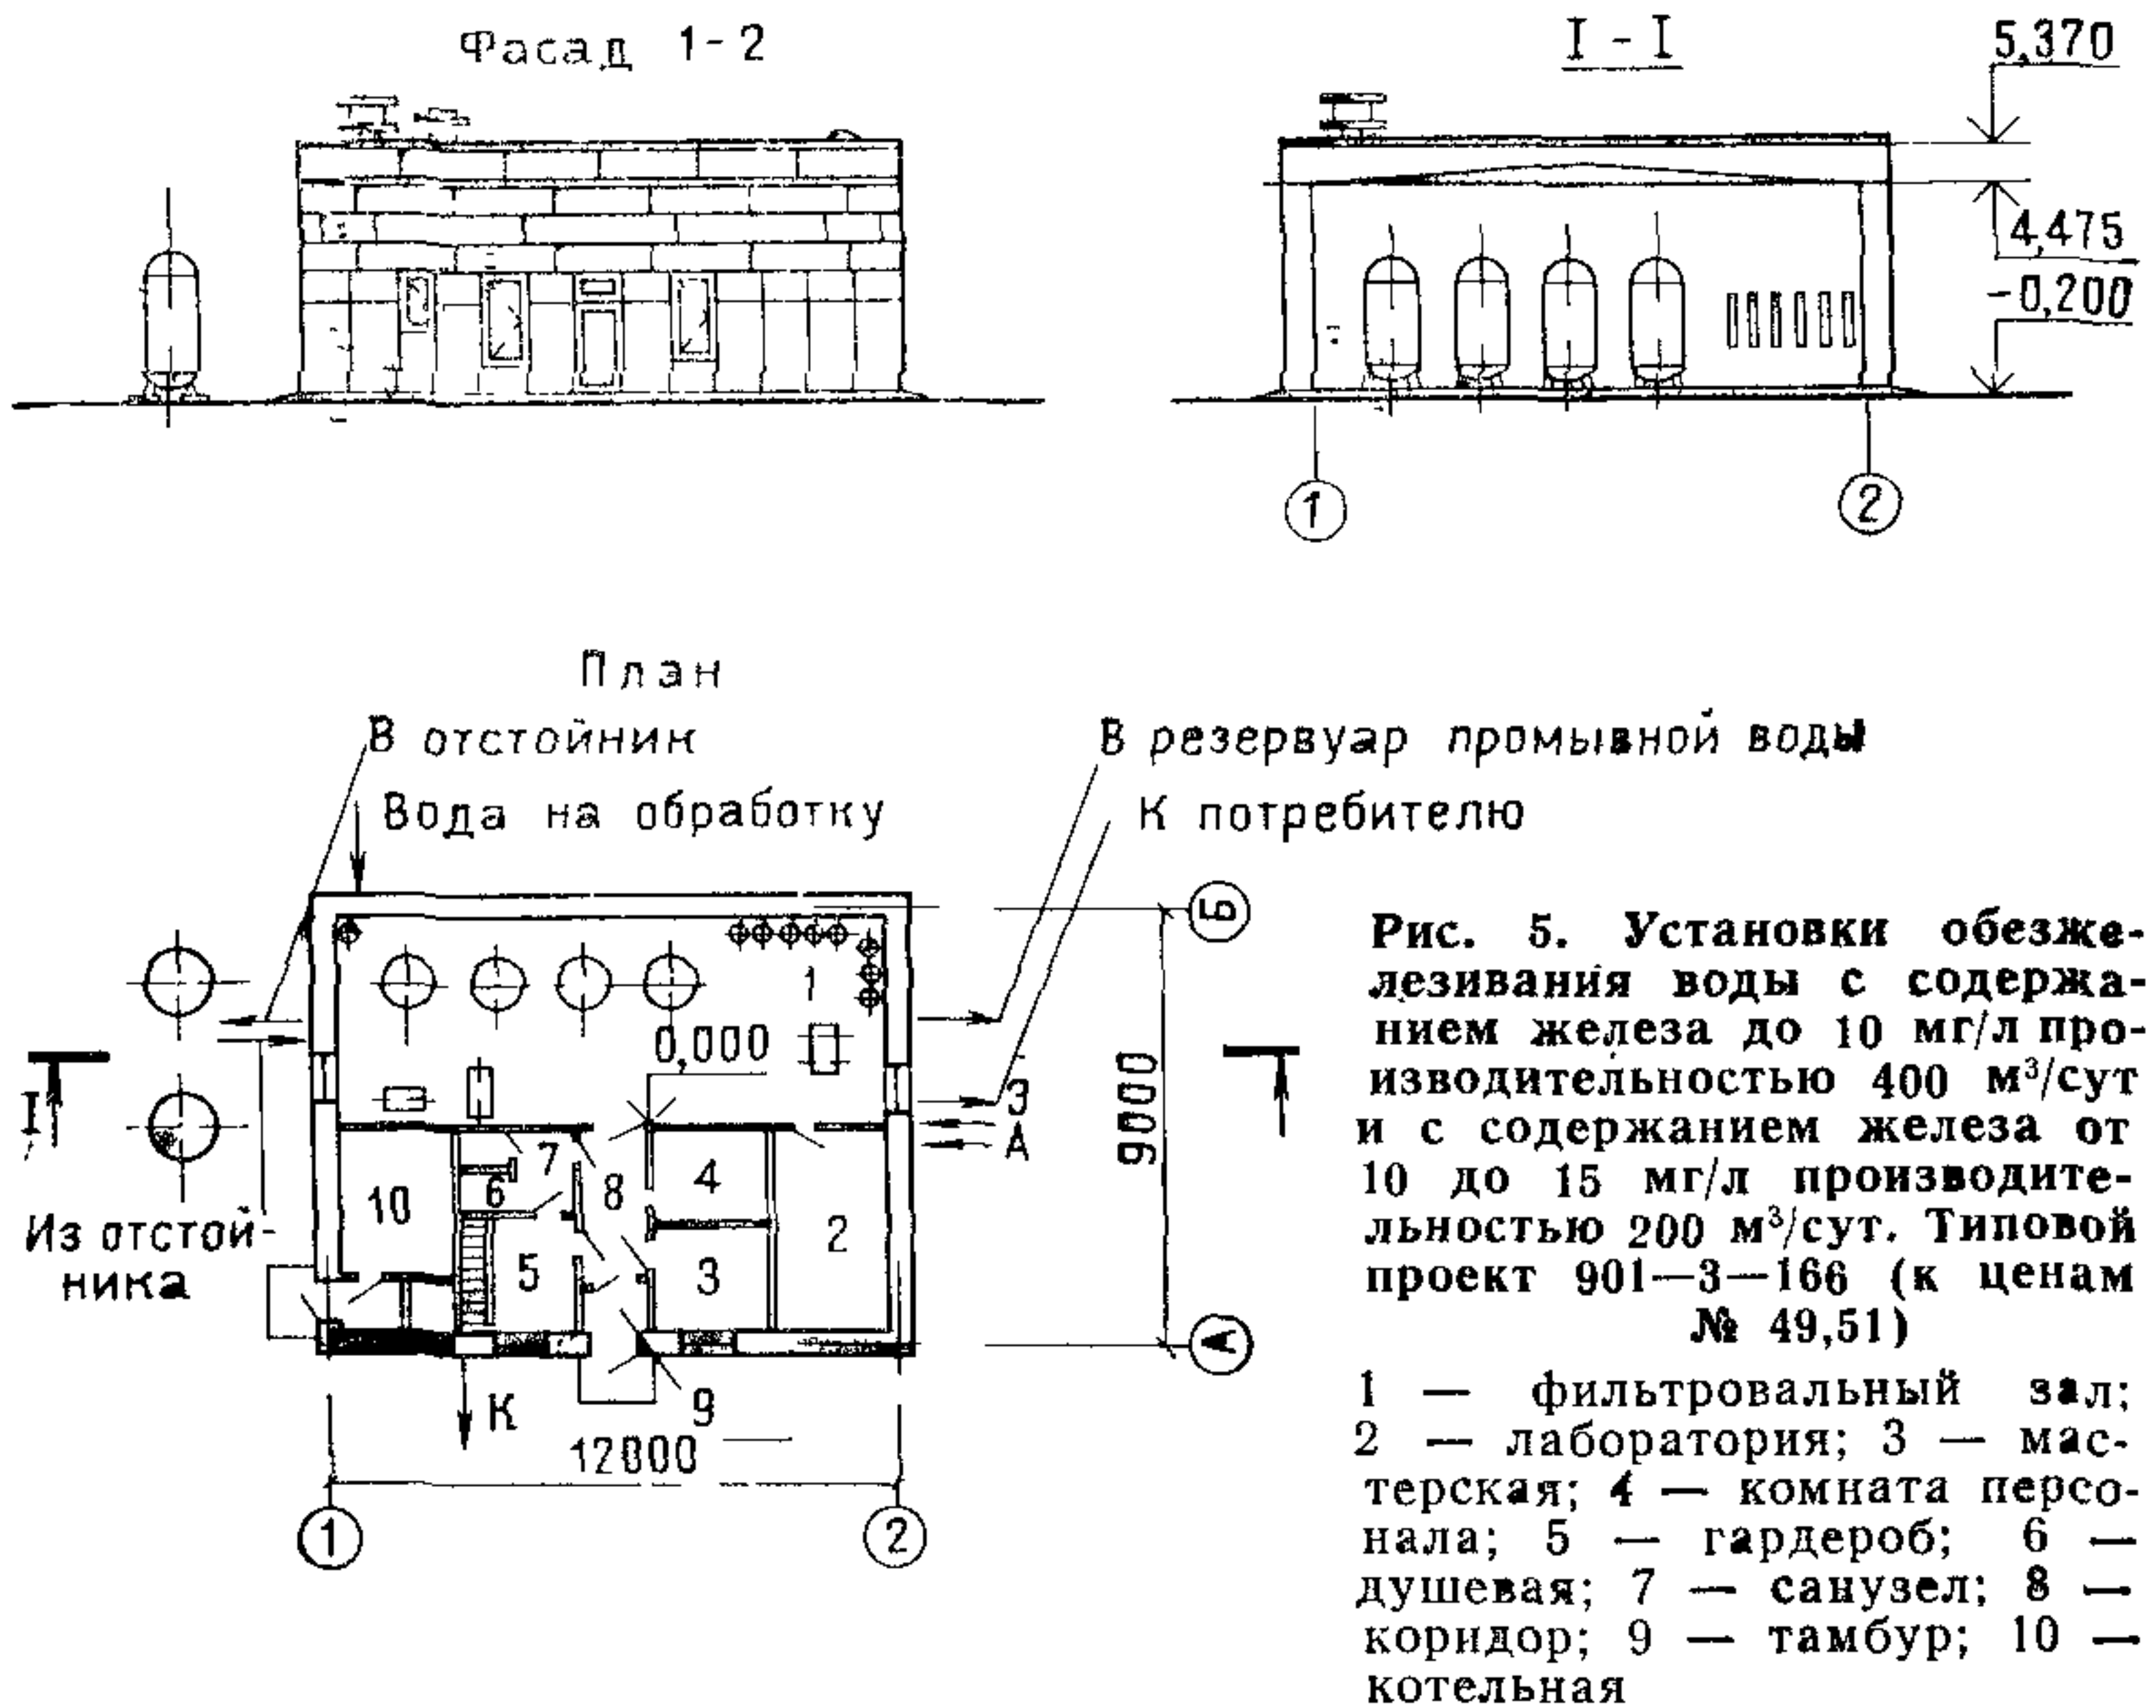 Фасад 1-2
I - I
5,370
4,475
-0,200
1
2
План
В отстойник
В резервуар промывной воды
Вода на обработку
К потребителю
Б
1
0,000
9000
З
А
I
7
6
8
4
10
2
5
3
Из отстой-
ника
А
К
9
12000
1
2
Рис. 5. Установки обезже-
лезивания воды с содержа-
нием железа до 10 мг/л про-
изводительностью 400 м³/сут
и с содержанием железа от
10 до 15 мг/л производите-
льностью 200 м³/сут. Типовой
проект 901—3—166 (к ценам
№ 49,51)
1 — фильтровальный зал;
2 — лаборатория; 3 — мас-
терская; 4 — комната персо-
нала; 5 — гардероб; 6 —
душевая; 7 — санузел; 8 —
коридор; 9 — тамбур; 10 —
котельная